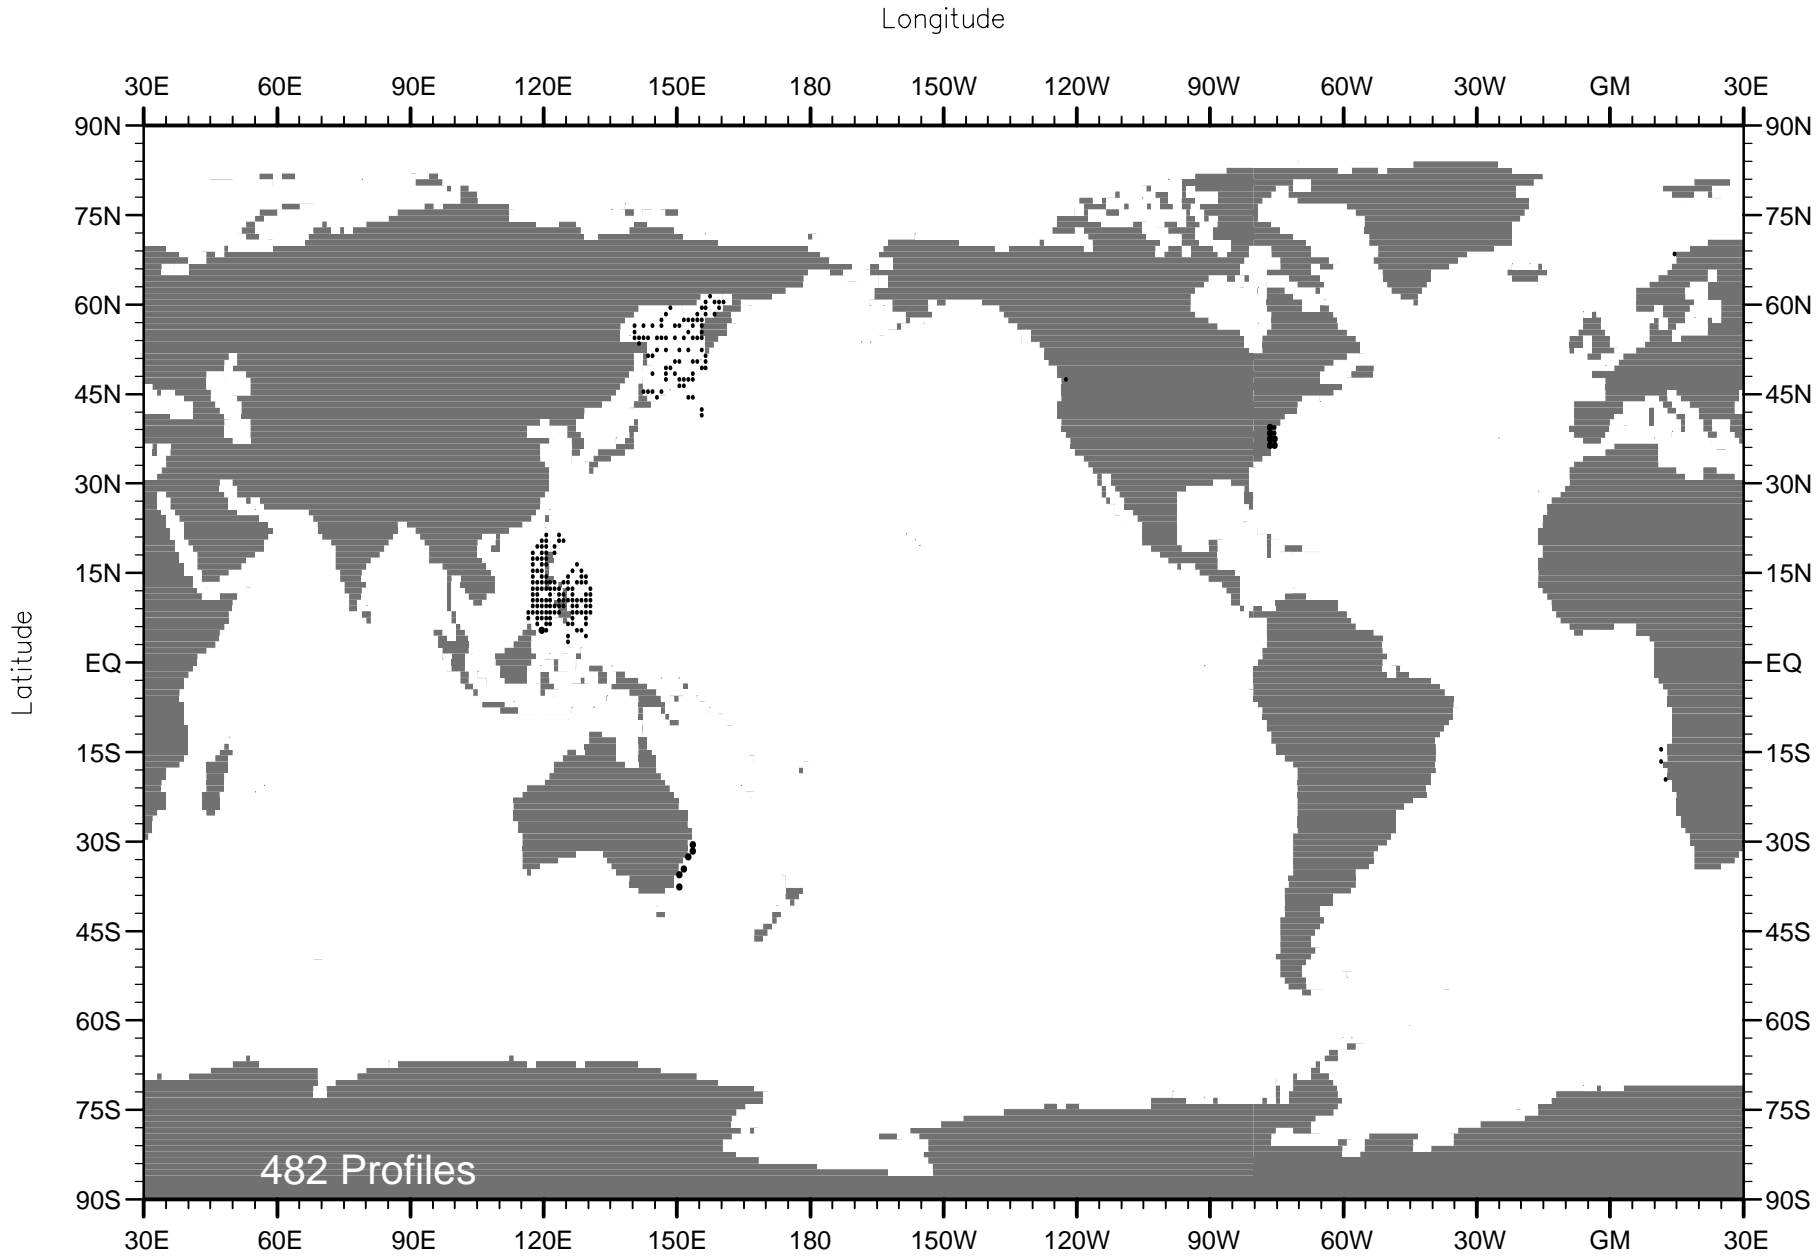 Longitude
30E 60E 90E 120E 150E 180 150W 120W 90W 60W 30W GM 30E
90N 90N
75N 75N
60N 60N
45N 45N
30N 30N
15N 15N
Latitude
EQ EQ
15S 15S
30S 30S
45S 45S
60S 60S
75S 75S
482 Profiles
90S 90S
30E 60E 90E 120E 150E 180 150W 120W 90W 60W 30W GM 30E